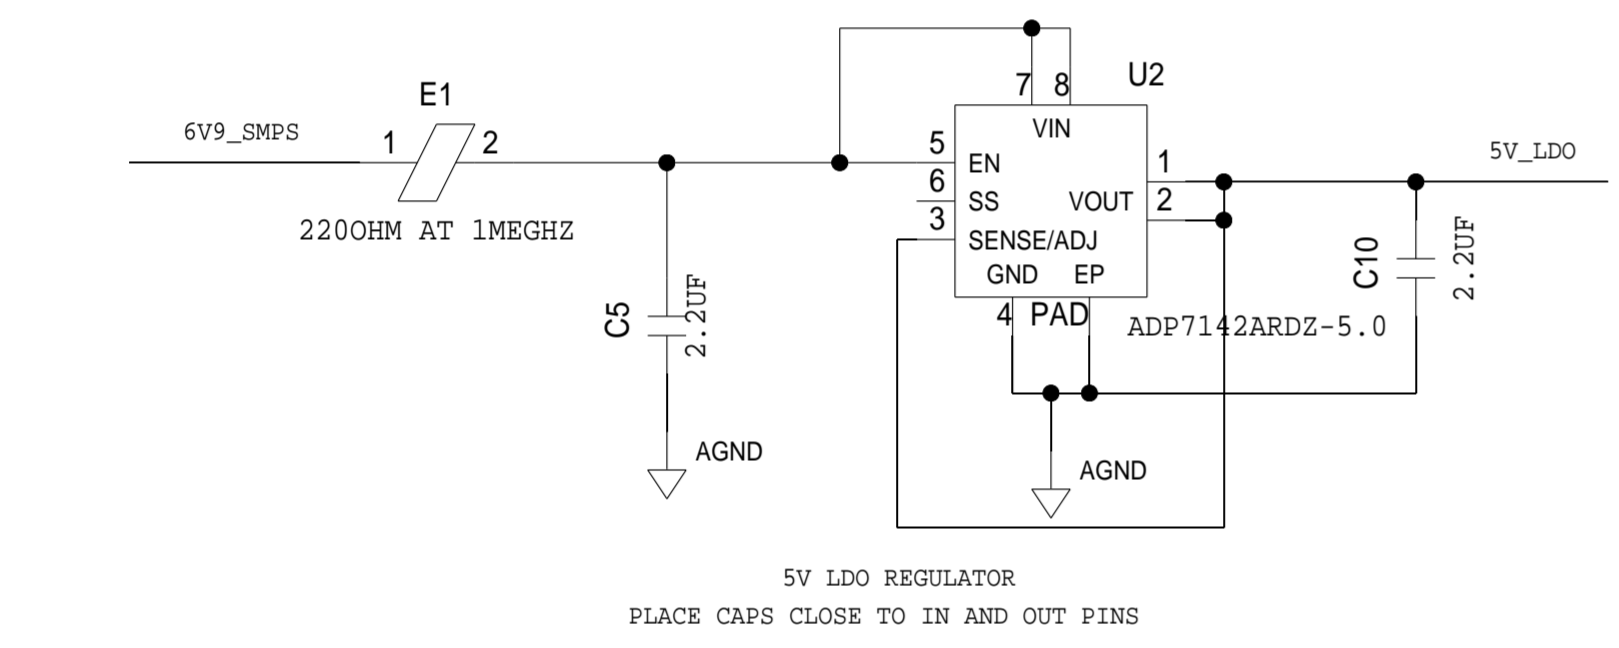 7 8 U2
E1
VIN
6V9_SMPS 1 2 5 EN 1 5V_LDO
6 SS VOUT 2
3 SENSE/ADJ
220OHM AT 1MEGHZ
GND EP
C5 2.2UF
4 PAD
ADP7142ARDZ-5.0
C10 2.2UF
AGND
AGND
5V LDO REGULATOR
PLACE CAPS CLOSE TO IN AND OUT PINS